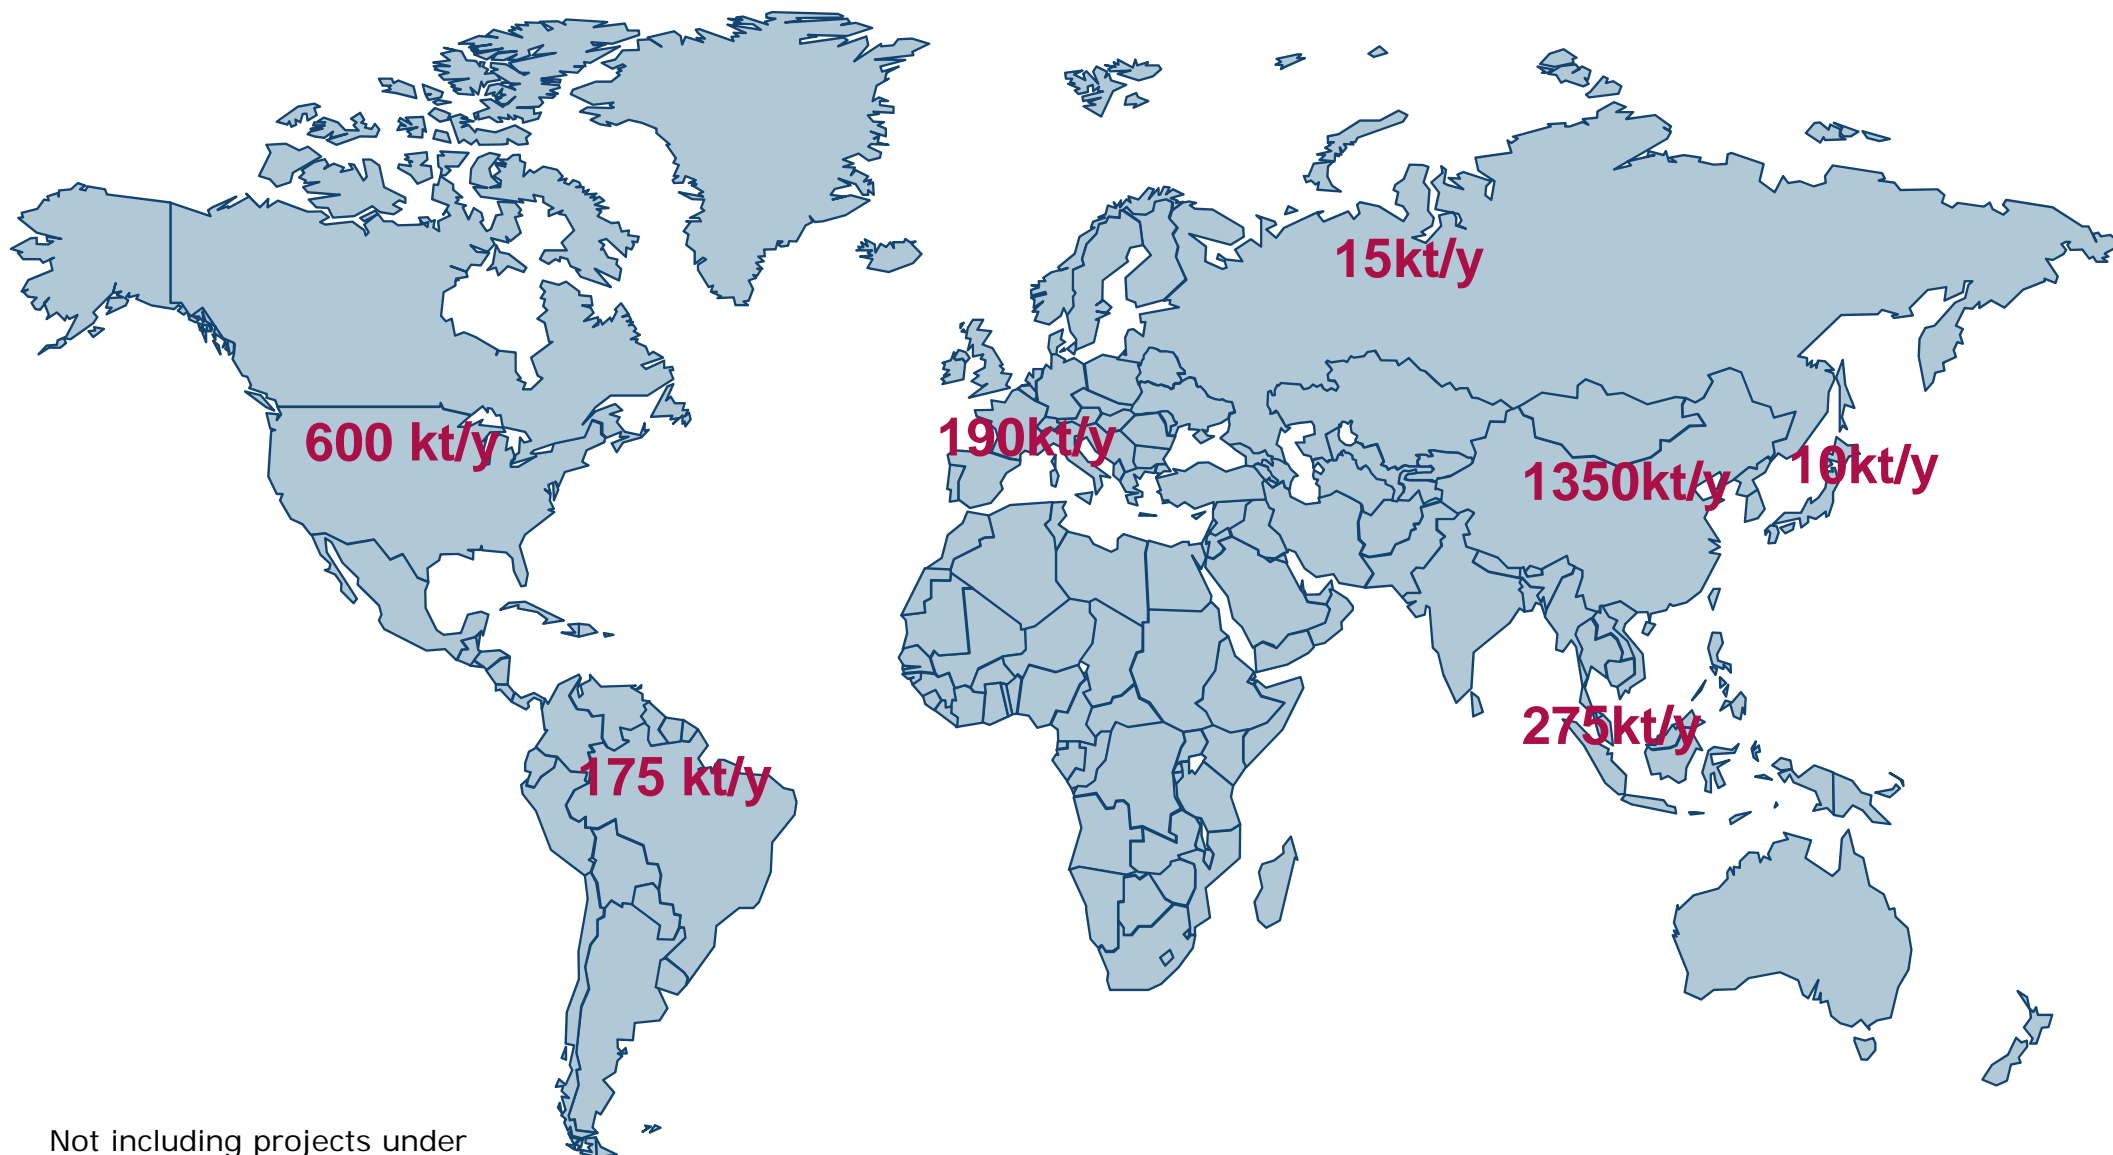 15kt/y
600 kt/y
190kt/y
1350kt/y
10kt/y
275kt/y
175 kt/y
Not including projects under